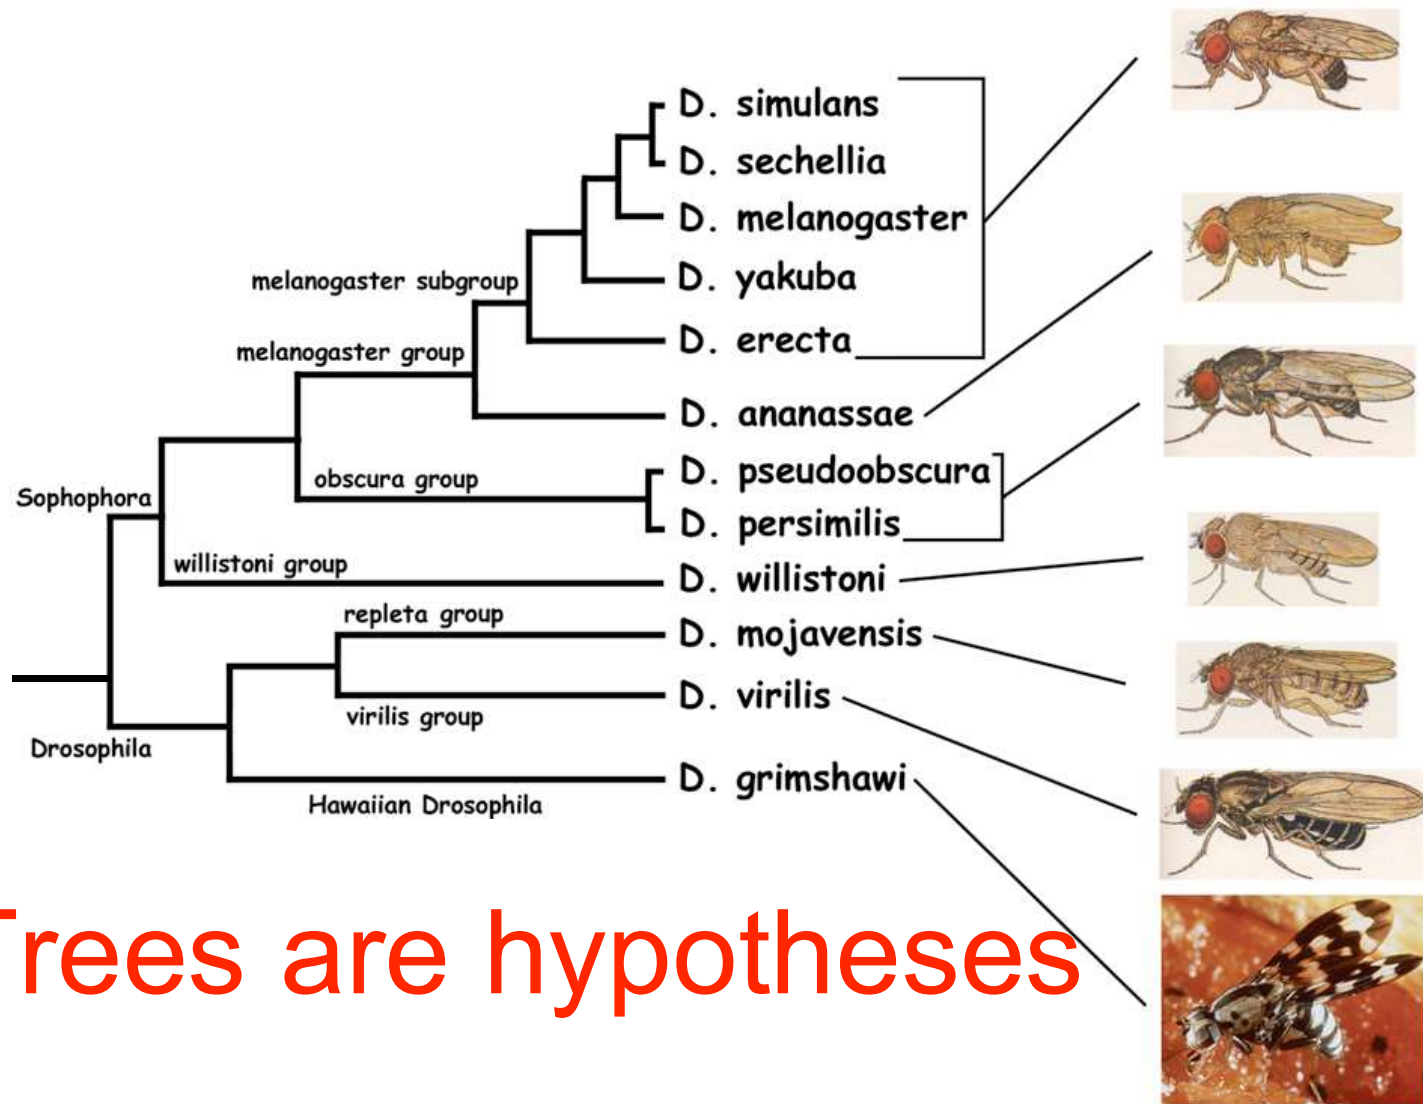 D. simulans
D. sechellia
D. melanogaster
melanogaster subgroup
D. yakuba
D. erecta
melanogaster group
D. ananassae
D. pseudoobscura
obscura group
Sophophora
D. persimilis
willistoni group
D. willistoni
repleta group
D. mojavensis
D. virilis
virilis group
Drosophila
D. grimshawi
Hawaiian Drosophila
Trees are hypotheses